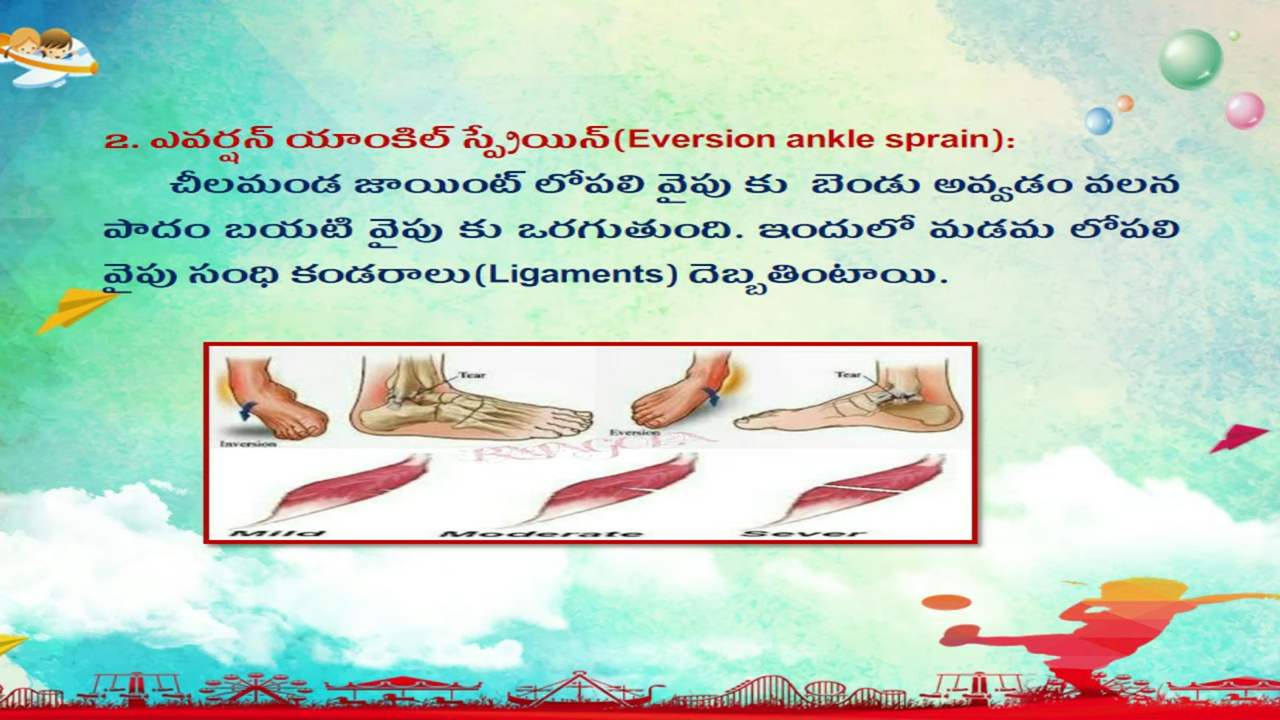 ౨. ఎవర్షన్ యాంకిల్ స్ప్రేయిన్(Eversion ankle sprain):
చీలమండ జాయింట్ లోపలి వైపు కు బెండు అవ్వడం వలన
పాదం బయటి వైపు కు ఒరగుతుంది. ఇందులో మడమ లోపలి
వైపు సంధి కండరాలు(Ligaments) దెబ్బతింటాయి.
Tear
Tear
Inversion
Eversion
Mild
Moderate
Sever